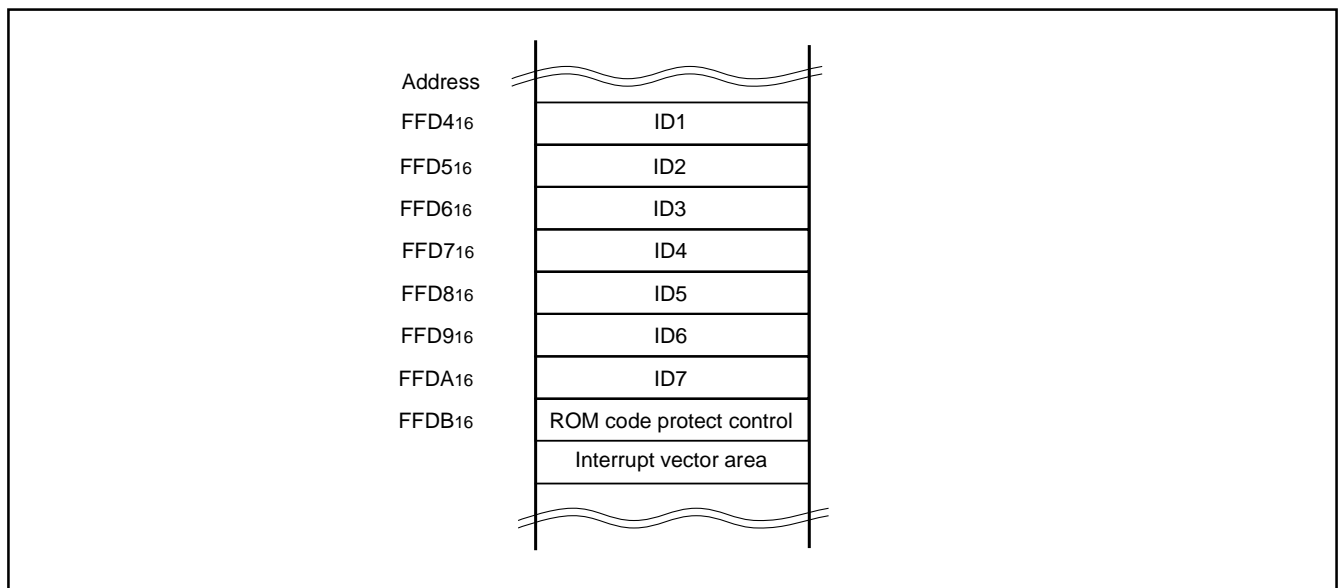 Address
FFD416 ID1
FFD516 ID2
FFD616 ID3
FFD716 ID4
FFD816 ID5
FFD916 ID6
FFDA16 ID7
FFDB16 ROM code protect control
Interrupt vector area